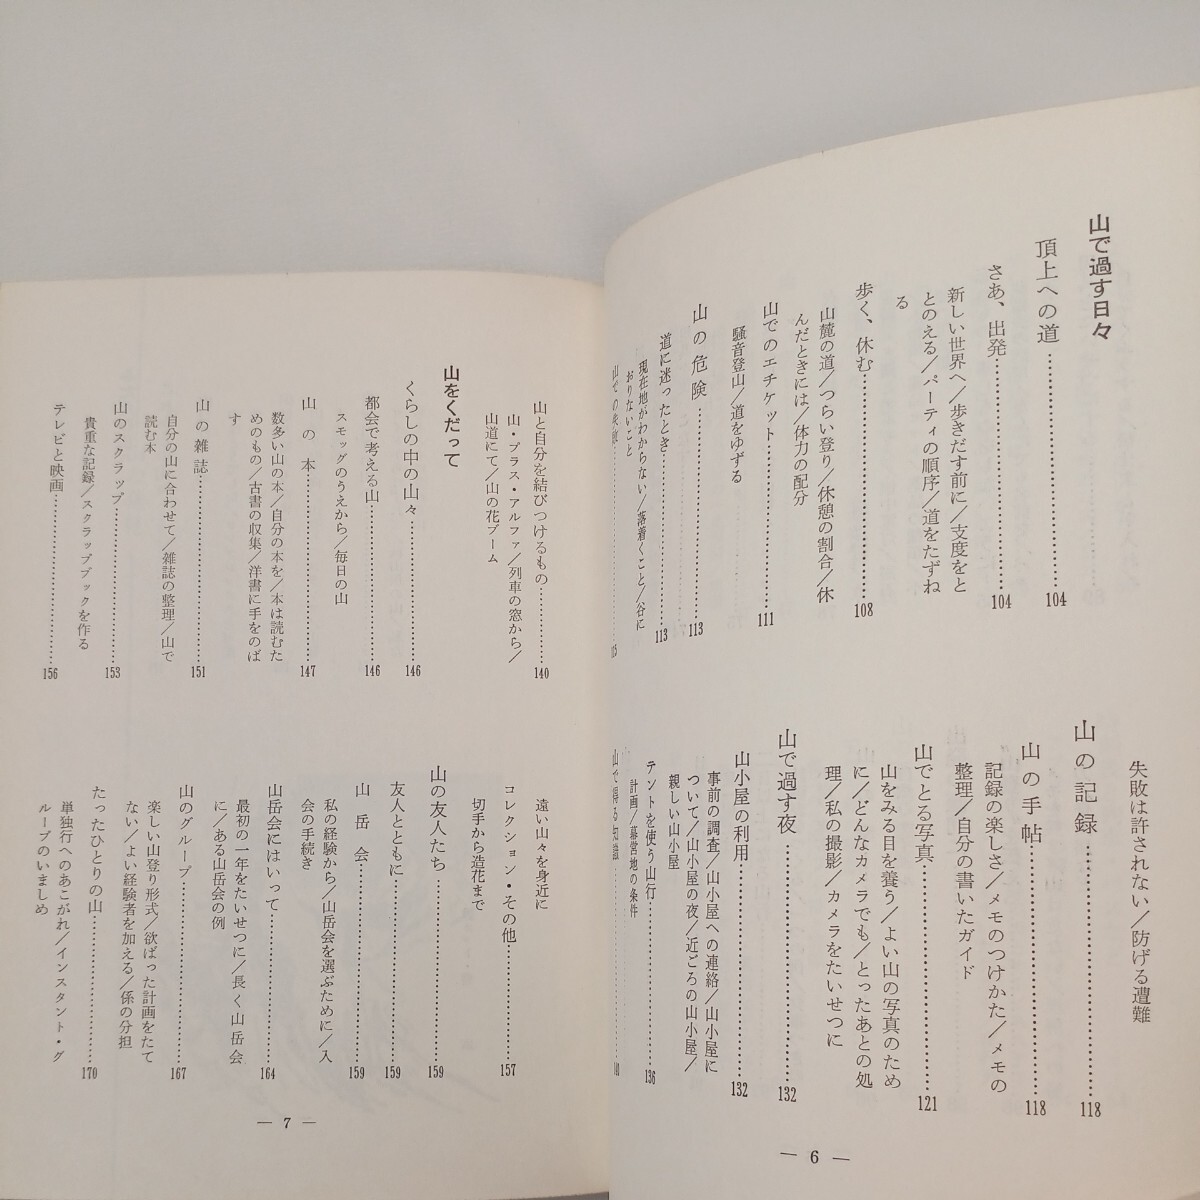 山で過す日々
頂上への道……………………104
さあ、出発……………………104
新しい世界へ／歩きだす前に／支度をと
とのえる／パーティの順序／道をたずね
る
歩く、休む……………………108
山麓の道／つらい登り／休憩の割合／休
んだときには／体力の配分
山でのエチケット……………………111
騒音登山／道をゆずる
山の危険……………………113
道に迷ったとき……………………113
現在地がわからない／落着くこと／谷に
おりないこと
失敗は許されない／防げる遭難
山の記録……………………118
山の手帖……………………118
記録の楽しさ／メモのつけかた／メモの
整理／自分の書いたガイド
山でとる写真……………………121
山をみる目を養う／よい山の写真のため
に／どんなカメラでも／とったあとの処
理／私の撮影／カメラをたいせつに
山で過す夜……………………132
山小屋の利用……………………132
事前の調査／山小屋への連絡／山小屋に
ついて／山小屋の夜／近ごろの山小屋／
親しい山小屋
テントを使う山行……………………136
計画／幕営地の条件
山で得る知識
— 6 —
山と自分を結びつけるもの……………………140
山・プラス・アルファ／列車の窓から／
山道にて／山の花ブーム
山をくだって
くらしの中の山々……………………146
都会で考える山……………………146
スモッグのうえから／毎日の山
山の本……………………147
数多い山の本／自分の本を／本は読むた
めのもの／古書の収集／洋書に手をのば
す
山の雑誌……………………151
自分の山に合わせて／雑誌の整理／山で
読む本
山のスクラップ……………………153
貴重な記録／スクラップブックを作る
テレビと映画……………………156
遠い山々を身近に
コレクション・その他……………………157
切手から造花まで
山の友人たち……………………159
友人とともに……………………159
山岳会……………………159
私の経験から／山岳会を選ぶために／入
会の手続き
山岳会にはいって……………………164
最初の一年をたいせつに／長く山岳会
に／ある山岳会の例
山のグループ……………………167
楽しい山登り形式／欲ばった計画をたて
ない／よい経験者を加える／係の分担
たったひとりの山……………………170
単独行へのあこがれ／インスタント・グ
ループのいましめ
— 7 —